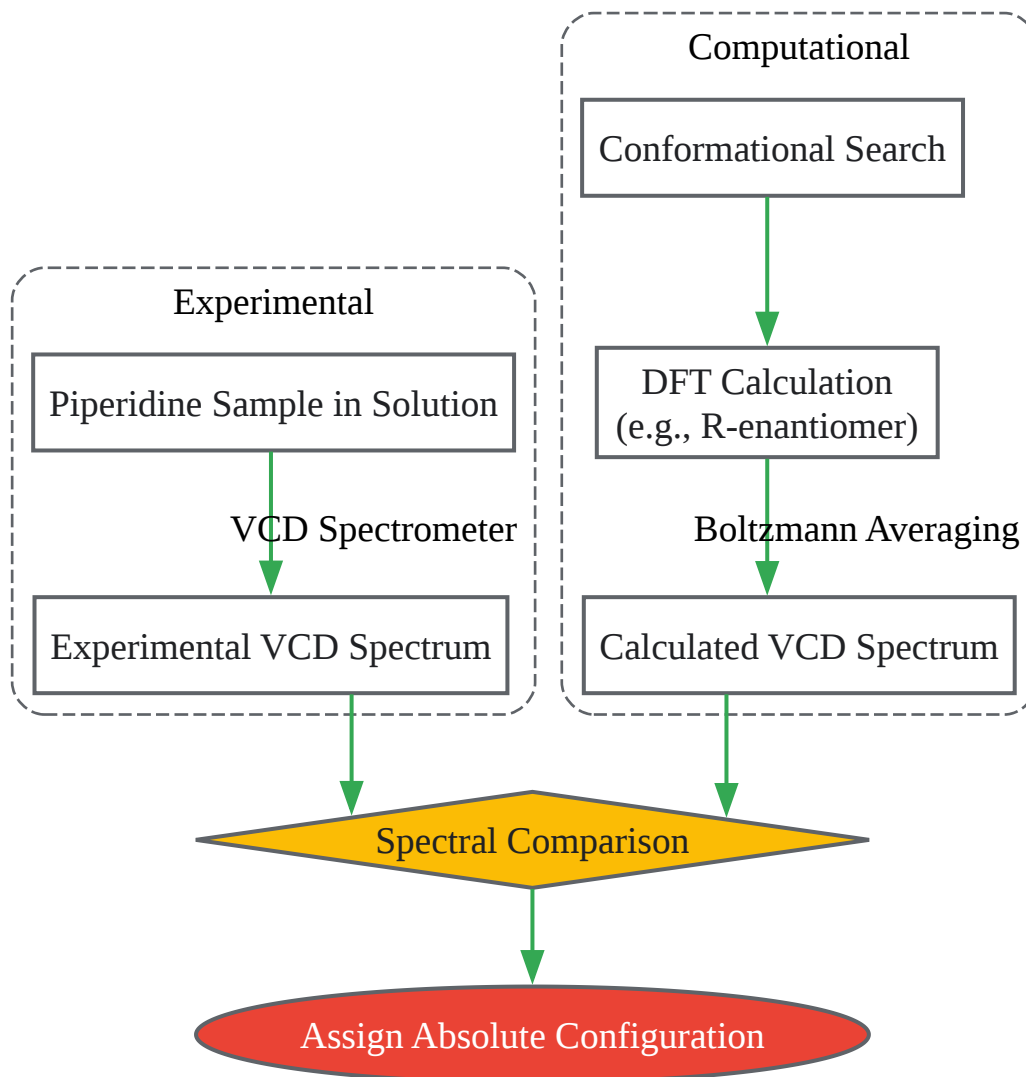 Computational
Conformational Search
DFT Calculation
(e.g., R-enantiomer)
Boltzmann Averaging
Calculated VCD Spectrum
Experimental
Piperidine Sample in Solution
VCD Spectrometer
Experimental VCD Spectrum
Spectral Comparison
Assign Absolute Configuration